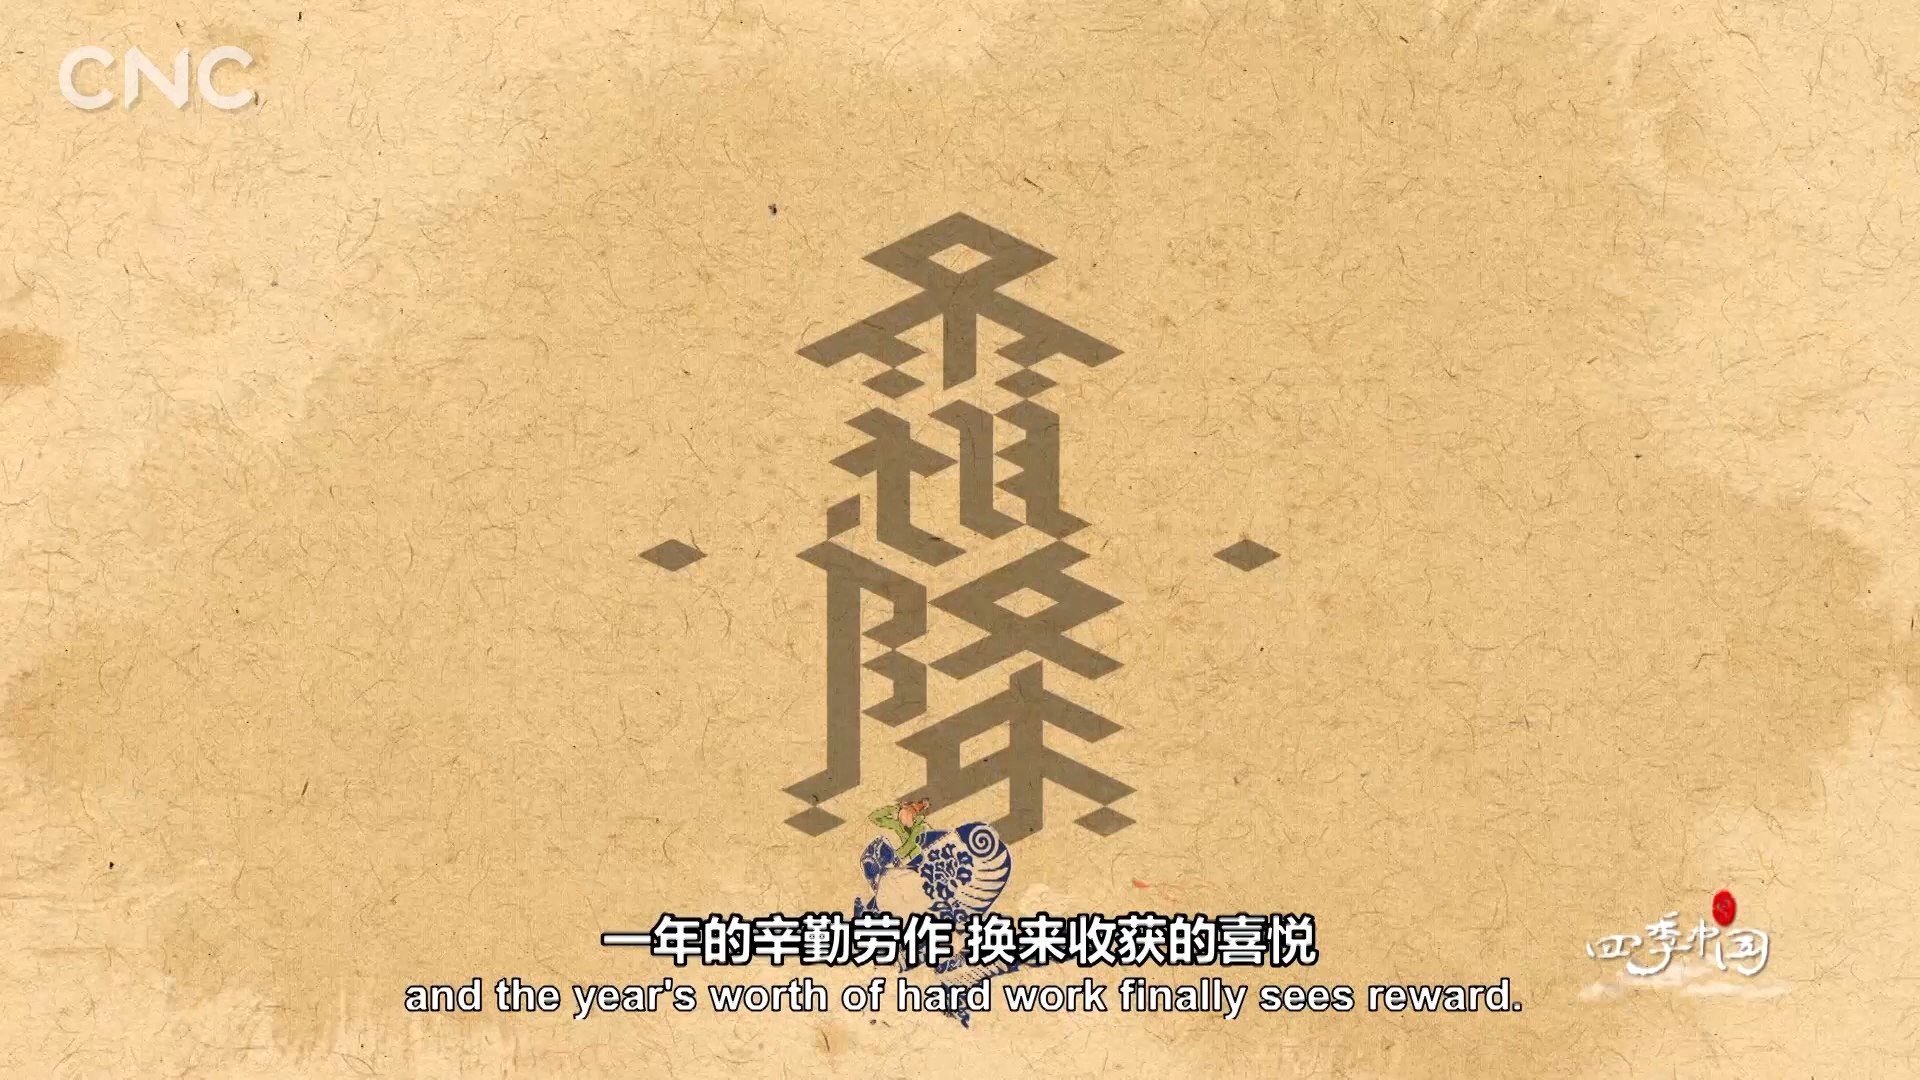 CNC
霜降
一年的辛勤劳作 换来收获的喜悦
and the year's worth of hard work finally sees reward.
四季中国